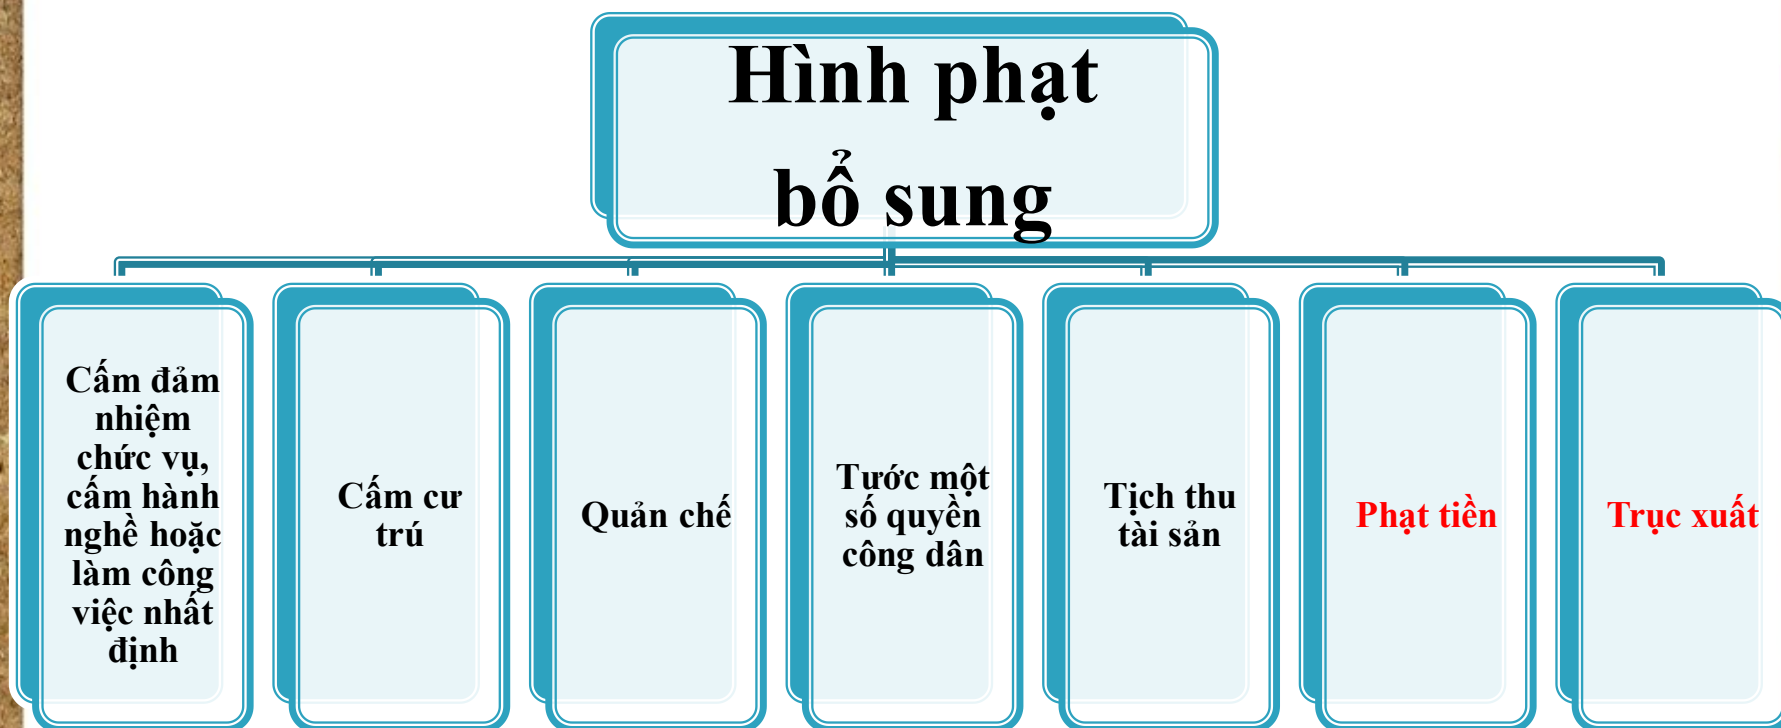 Hình phạt
bổ sung
Cấm đảm
nhiệm
chức vụ,
cấm hành
nghề hoặc
làm công
việc nhất
định
Cấm cư
trú
Quản chế
Tước một
số quyền
công dân
Tịch thu
tài sản
Phạt tiền
Trục xuất